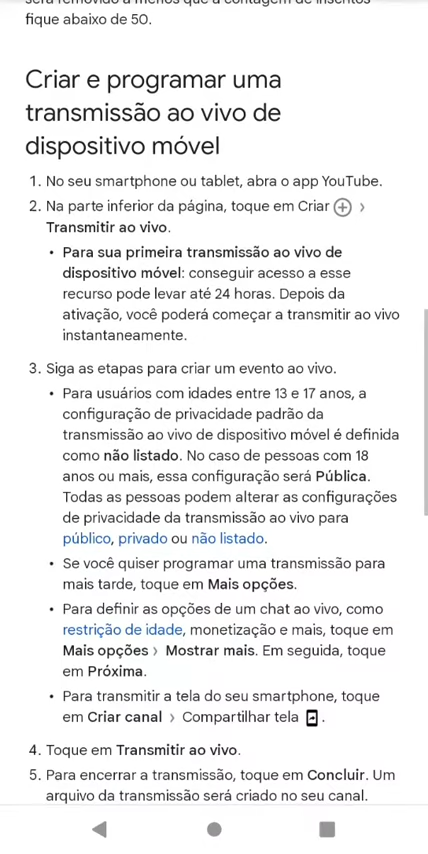 fique abaixo de 50.
Criar e programar uma
transmissão ao vivo de
dispositivo móvel
1. No seu smartphone ou tablet, abra o app YouTube.
2. Na parte inferior da página, toque em Criar ⊕ ›
Transmitir ao vivo.
• Para sua primeira transmissão ao vivo de
dispositivo móvel: conseguir acesso a esse
recurso pode levar até 24 horas. Depois da
ativação, você poderá começar a transmitir ao vivo
instantaneamente.
3. Siga as etapas para criar um evento ao vivo.
• Para usuários com idades entre 13 e 17 anos, a
configuração de privacidade padrão da
transmissão ao vivo de dispositivo móvel é definida
como não listado. No caso de pessoas com 18
anos ou mais, essa configuração será Pública.
Todas as pessoas podem alterar as configurações
de privacidade da transmissão ao vivo para
público, privado ou não listado.
• Se você quiser programar uma transmissão para
mais tarde, toque em Mais opções.
• Para definir as opções de um chat ao vivo, como
restrição de idade, monetização e mais, toque em
Mais opções › Mostrar mais. Em seguida, toque
em Próxima.
• Para transmitir a tela do seu smartphone, toque
em Criar canal › Compartilhar tela.
4. Toque em Transmitir ao vivo.
5. Para encerrar a transmissão, toque em Concluir. Um
arquivo da transmissão será criado no seu canal.